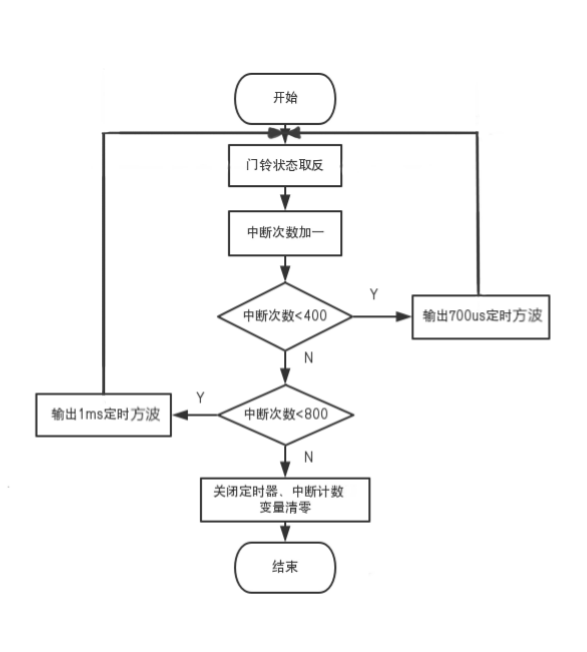 开始
门铃状态取反
中断次数加一
中断次数<400
Y
输出700us定时方波
N
中断次数<800
Y
输出1ms定时方波
N
关闭定时器、中断计数
变量清零
结束